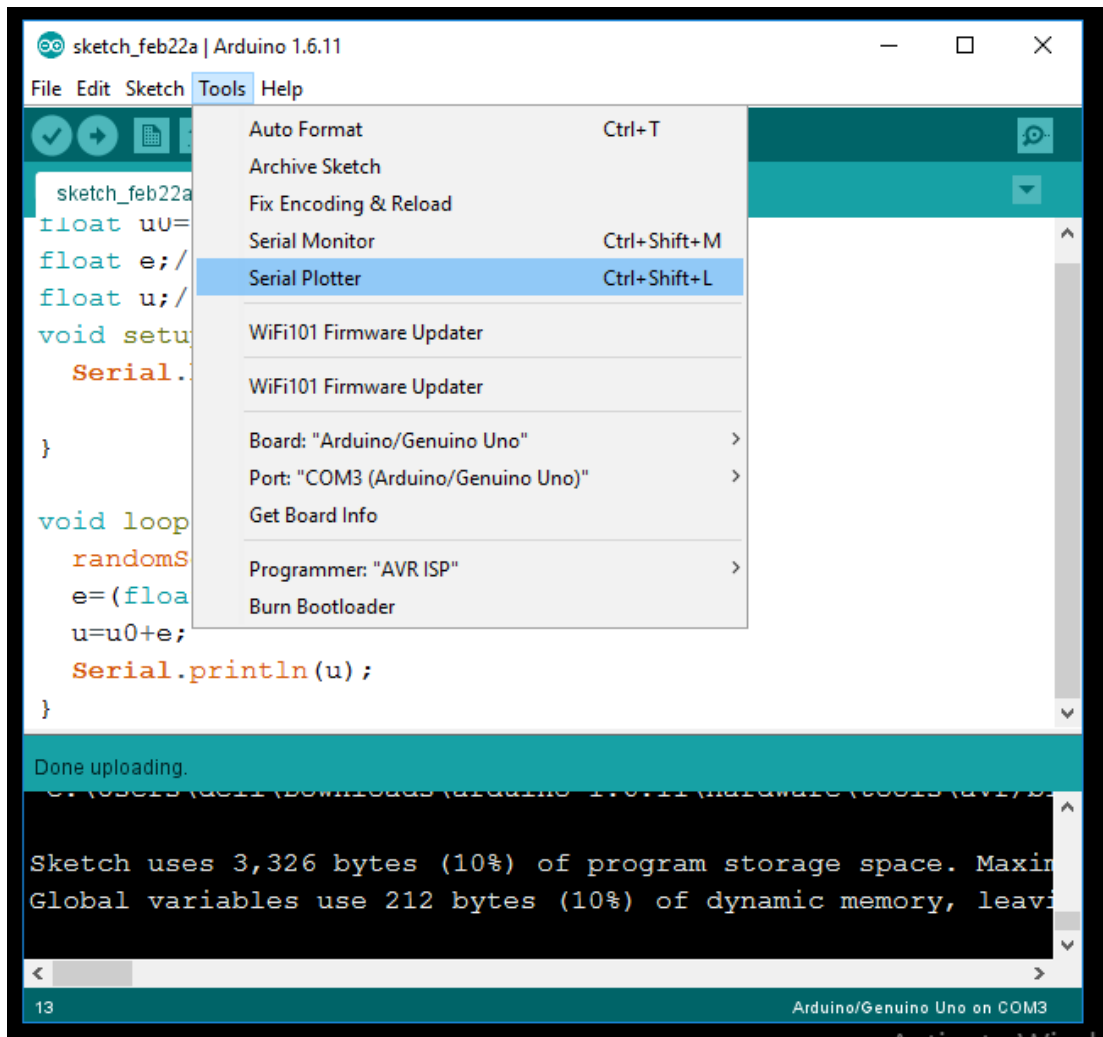 sketch_feb22a | Arduino 1.6.11
File Edit Sketch Tools Help
Auto Format Ctrl+T
Archive Sketch
sketch_feb22a
Fix Encoding & Reload
float u0=
Serial Monitor Ctrl+Shift+M
float e;/
Serial Plotter Ctrl+Shift+L
float u;/
WiFi101 Firmware Updater
void setu
Serial.
WiFi101 Firmware Updater
Board: "Arduino/Genuino Uno"
}
Port: "COM3 (Arduino/Genuino Uno)"
Get Board Info
void loop
randomS
Programmer: "AVR ISP"
e=(floa
Burn Bootloader
u=u0+e;
Serial.println(u);
}
Done uploading.
Sketch uses 3,326 bytes (10%) of program storage space. Maxim
Global variables use 212 bytes (10%) of dynamic memory, leavi
13 Arduino/Genuino Uno on COM3